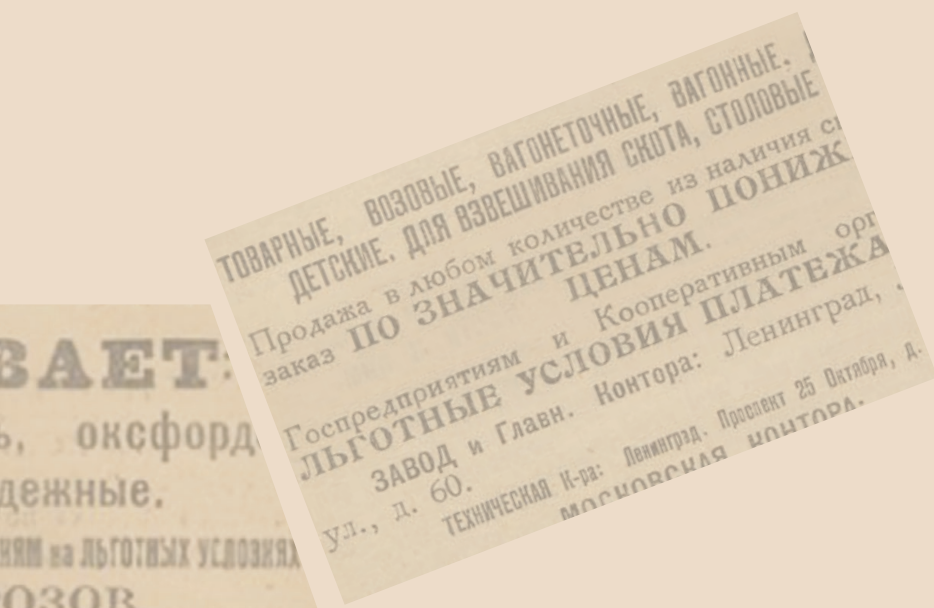 ТОВАРНЫЕ, ВОЗОВЫЕ, ВАГОНЕТОЧНЫЕ, ВАГОННЫЕ,
ДЕТСКИЕ. ДЛЯ ВЗВЕШИВАНИЯ СКОТА, СТОЛОВЫЕ
Продажа в любом количестве из наличия
заказ ПО ЗНАЧИТЕЛЬНО ПОНИЖ
ЦЕНАМ.
Госпредприятиям и Кооперативным орг
ЛЬГОТНЫЕ УСЛОВИЯ ПЛАТЕЖА
ЗАВОД и Главн. Контора: Ленинград,
ул., д. 60.
ТЕХНИЧЕСКАЯ К-ра: Ленинград. Проспект 25 Октября, д.
МОСКОВСКАЯ КОНТОРА:
ВАЕТ:
ь, оксфорд
дежные.
ниям на льготных условиях
ОЗОВ